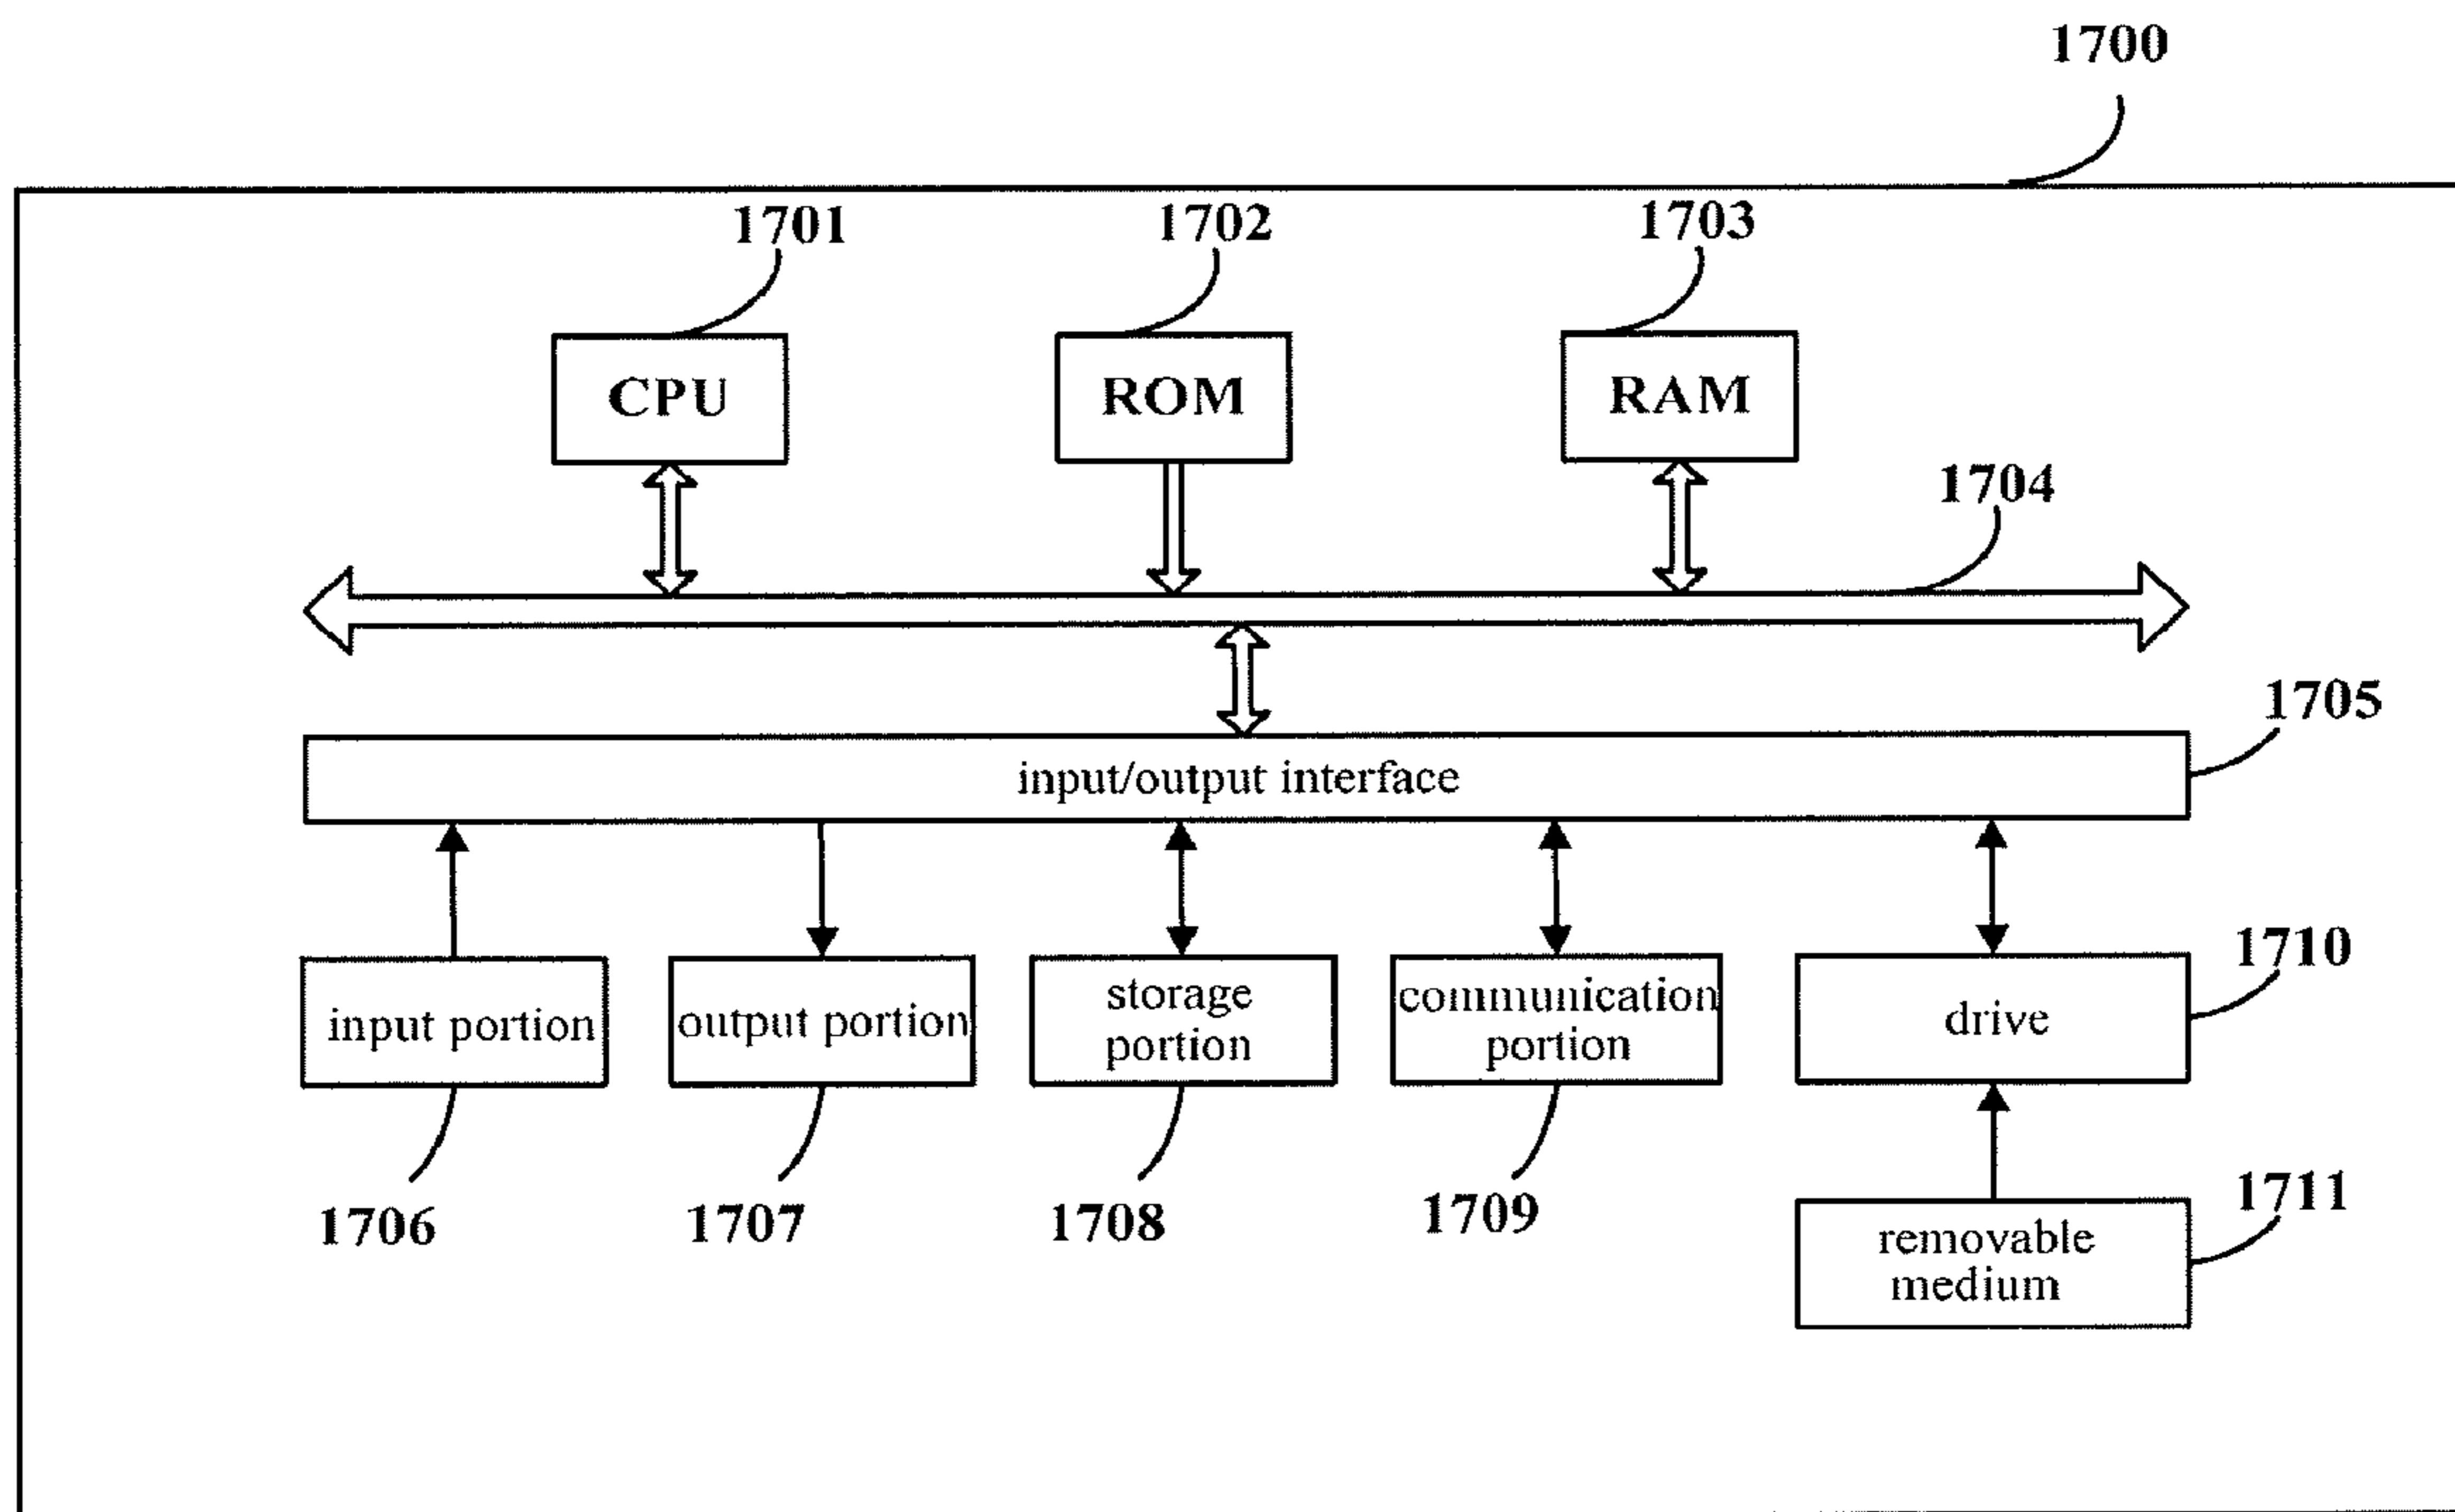 1700
1701
1702
1703
CPU
ROM
RAM
1704
1705
input/output interface
1710
input portion
output portion
storage
portion
communication
portion
drive
1706
1707
1708
1709
1711
removable
medium